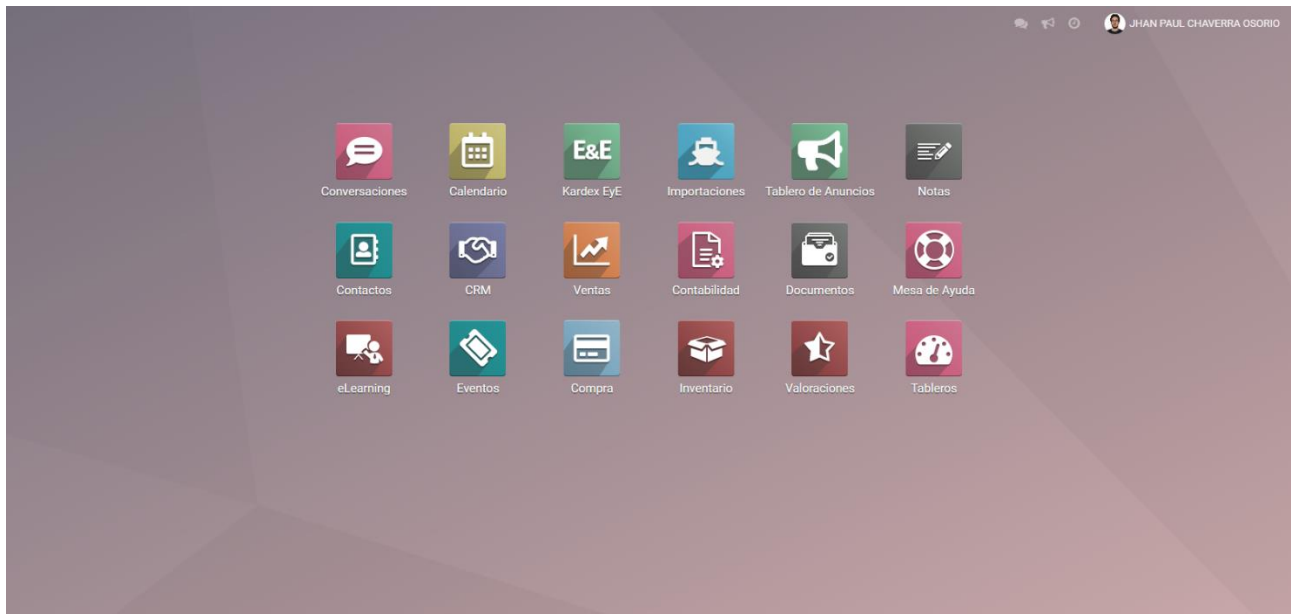 JHAN PAUL CHAVERRA OSORIO
E&E
Conversaciones Calendario Kardex EyE Importaciones Tablero de Anuncios Notas
Contactos CRM Ventas Contabilidad Documentos Mesa de Ayuda
eLearning Eventos Compra Inventario Valoraciones Tableros